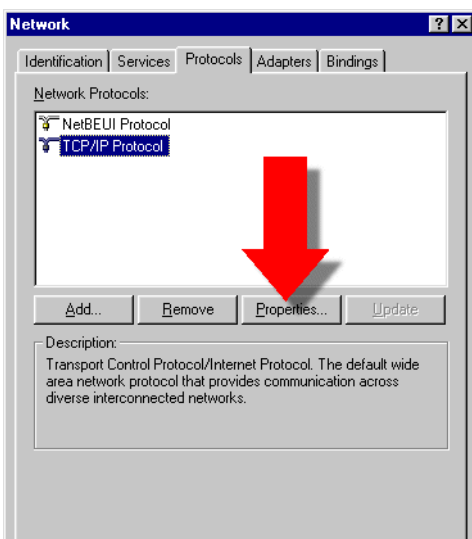 Network ? X
Identification Services Protocols Adapters Bindings
Network Protocols:
NetBEUI Protocol
TCP/IP Protocol
Add... Remove Properties... Update
Description:
Transport Control Protocol/Internet Protocol. The default wide
area network protocol that provides communication across
diverse interconnected networks.